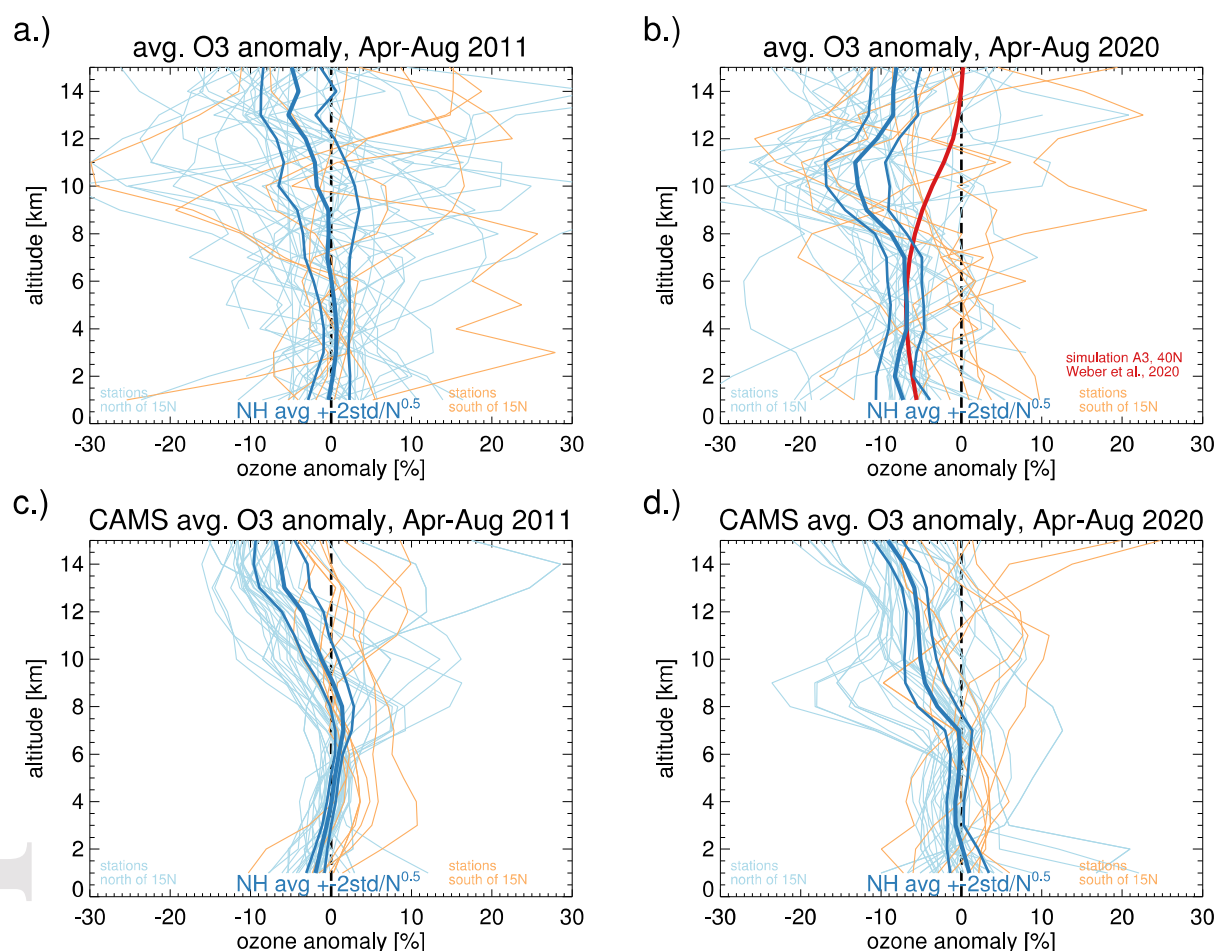 a.)
avg. O3 anomaly, Apr-Aug 2011
14
12
10
8
6
4
2
0
altitude [km]
stations
north of 15N
stations
south of 15N
NH avg +-2std/N^0.5
-30 -20 -10 0 10 20 30
ozone anomaly [%]
b.)
avg. O3 anomaly, Apr-Aug 2020
14
12
10
8
6
4
2
0
altitude [km]
simulation A3, 40N
Weber et al., 2020
stations
north of 15N
stations
south of 15N
NH avg +-2std/N^0.5
-30 -20 -10 0 10 20 30
ozone anomaly [%]
c.)
CAMS avg. O3 anomaly, Apr-Aug 2011
14
12
10
8
6
4
2
0
altitude [km]
stations
north of 15N
stations
south of 15N
NH avg +-2std/N^0.5
-30 -20 -10 0 10 20 30
ozone anomaly [%]
d.)
CAMS avg. O3 anomaly, Apr-Aug 2020
14
12
10
8
6
4
2
0
altitude [km]
stations
north of 15N
stations
south of 15N
NH avg +-2std/N^0.5
-30 -20 -10 0 10 20 30
ozone anomaly [%]